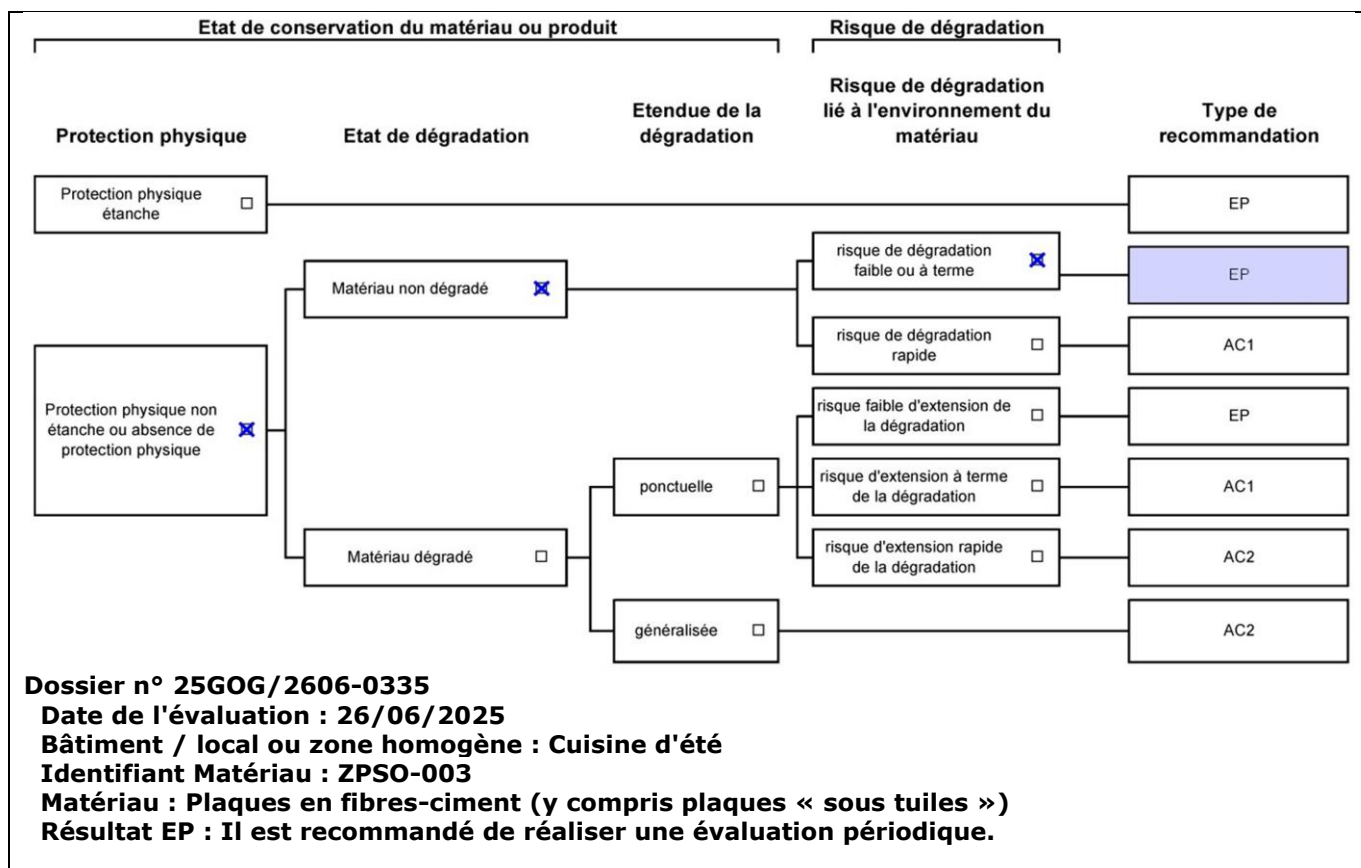 Etat de conservation du matériau ou produit
Risque de dégradation
Protection physique
Etat de dégradation
Etendue de la
dégradation
Risque de dégradation
lié à l'environnement du
matériau
Type de
recommandation
Protection physique
étanche
EP
risque de dégradation
faible ou à terme
EP
Matériau non dégradé
risque de dégradation
rapide
AC1
Protection physique non
étanche ou absence de
protection physique
risque faible d'extension de
la dégradation
EP
ponctuelle
risque d'extension à terme
de la dégradation
AC1
Matériau dégradé
risque d'extension rapide
de la dégradation
AC2
généralisée
AC2
Dossier n° 25GOG/2606-0335
Date de l'évaluation : 26/06/2025
Bâtiment / local ou zone homogène : Cuisine d'été
Identifiant Matériau : ZPSO-003
Matériau : Plaques en fibres-ciment (y compris plaques « sous tuiles »)
Résultat EP : Il est recommandé de réaliser une évaluation périodique.